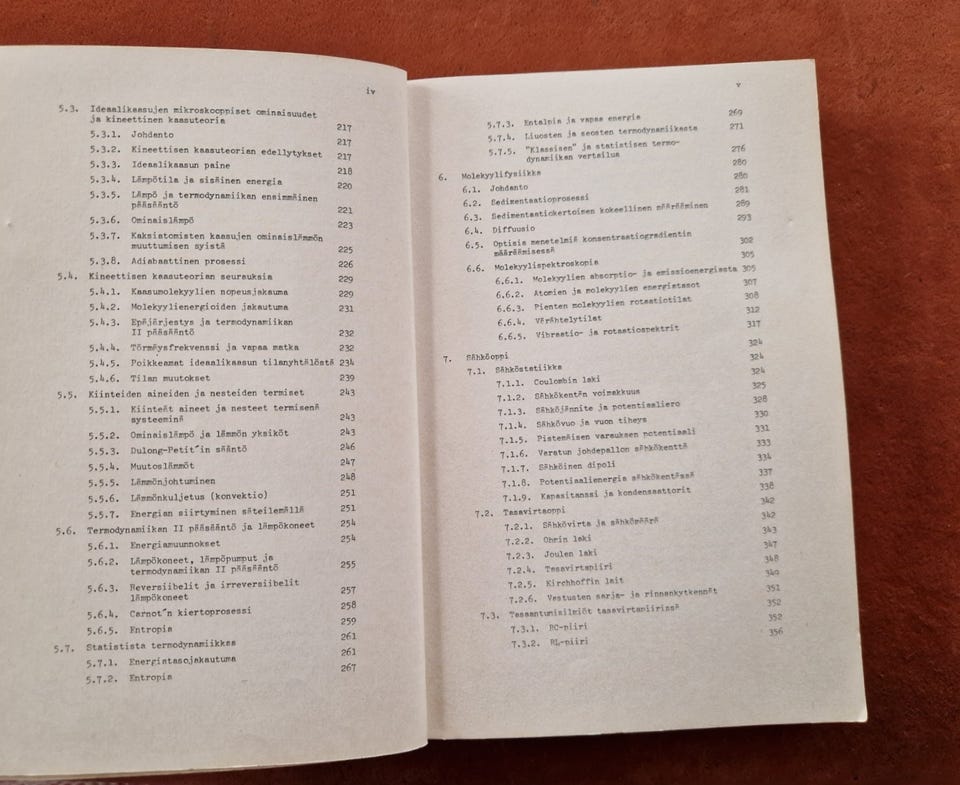 iv
5.3. Ideaalikaasujen mikroskooppiset ominaisuudet
ja kineettinen kaasuteoria 217
5.3.1. Johdanto 217
5.3.2. Kineettisen kaasuteorian edellytykset 217
5.3.3. Ideaalikaasun paine 218
5.3.4. Lämpötila ja sisäinen energia 220
5.3.5. Lämpö ja termodynamiikan ensimmäinen
pääsääntö 221
5.3.6. Ominaislämpö 223
5.3.7. Kaksiatomisten kaasujen ominaislämmön
muuttumisen syistä 225
5.3.8. Adiabaattinen prosessi 226
5.4. Kineettisen kaasuteorian seurauksia 229
5.4.1. Kaasumolekyylien nopeusjakauma 229
5.4.2. Molekyylienergioiden jakautuma 231
5.4.3. Epäjärjestys ja termodynamiikan
II pääsääntö 232
5.4.4. Törmäysfrekvenssi ja vapaa matka 232
5.4.5. Poikkeamat ideaalikaasun tilanyhtälöstä 234
5.4.6. Tilan muutokset 239
5.5. Kiinteiden aineiden ja nesteiden termiset 243
5.5.1. Kiinteät aineet ja nesteet termisenä
systeeminä 243
5.5.2. Ominaislämpö ja lämmön yksiköt 243
5.5.3. Dulong-Petit´in sääntö 246
5.5.4. Muutoslämmöt 247
5.5.5. Lämmönjohtuminen 248
5.5.6. Lämmönkuljetus (konvektio) 251
5.5.7. Energian siirtyminen säteilemällä 251
5.6. Termodynamiikan II pääsääntö ja lämpökoneet 254
5.6.1. Energiamuunnokset 254
5.6.2. Lämpökoneet, lämpöpumput ja
termodynamiikan II pääsääntö 255
5.6.3. Reversiibelit ja irreversiibelit
lämpökoneet 257
5.6.4. Carnot´n kiertoprosessi 258
5.6.5. Entropia 259
5.7. Statistista termodynamiikkaa 261
5.7.1. Energiatasojakautuma 261
5.7.2. Entropia 267
v
5.7.3. Entalpia ja vapaa energia 269
5.7.4. Liuosten ja seosten termodynamiikasta 271
5.7.5. "Klassisen" ja statistisen termo-
dynamiikan vertailua 276
6. Molekyylifysiikka 280
6.1. Johdanto 280
6.2. Sedimentaatioprosessi 281
6.3. Sedimentaatiokertoimen kokeellinen määrääminen 289
6.4. Diffuusio 293
6.5. Optisia menetelmiä konsentraatiogradientin
määräämisessä 302
6.6. Molekyylispektroskopia 305
6.6.1. Molekyylien absorptio- ja emissioenergiasta 305
6.6.2. Atomien ja molekyylien energiatasot 307
6.6.3. Pienten molekyylien rotaatiotilat 308
6.6.4. Värähtelytilat 312
6.6.5. Vibraatio- ja rotaatiospektrit 317
7. Sähköoppi 324
7.1. Sähköstatiikka 324
7.1.1. Coulombin laki 324
7.1.2. Sähkökentän voimakkuus 325
7.1.3. Sähköjännite ja potentiaaliero 328
7.1.4. Sähkövuo ja vuon tiheys 330
7.1.5. Pistemäisen varauksen potentiaali 331
7.1.6. Varatun johdepallon sähkökenttä 333
7.1.7. Sähköinen dipoli 334
7.1.8. Potentiaalienergia sähkökentässä 337
7.1.9. Kapasitanssi ja kondensaattorit 338
7.2. Tasavirtaoppi 342
7.2.1. Sähkövirta ja sähkömäärä 342
7.2.2. Ohmin laki 343
7.2.3. Joulen laki 347
7.2.4. Tasavirtapiiri 348
7.2.5. Kirchhoffin lait 349
7.2.6. Vastusten sarja- ja rinnankytkennät 351
7.3. Tasaantumisilmiöt tasavirtapiirissä 352
7.3.1. RC-piiri 352
7.3.2. RL-piiri 356